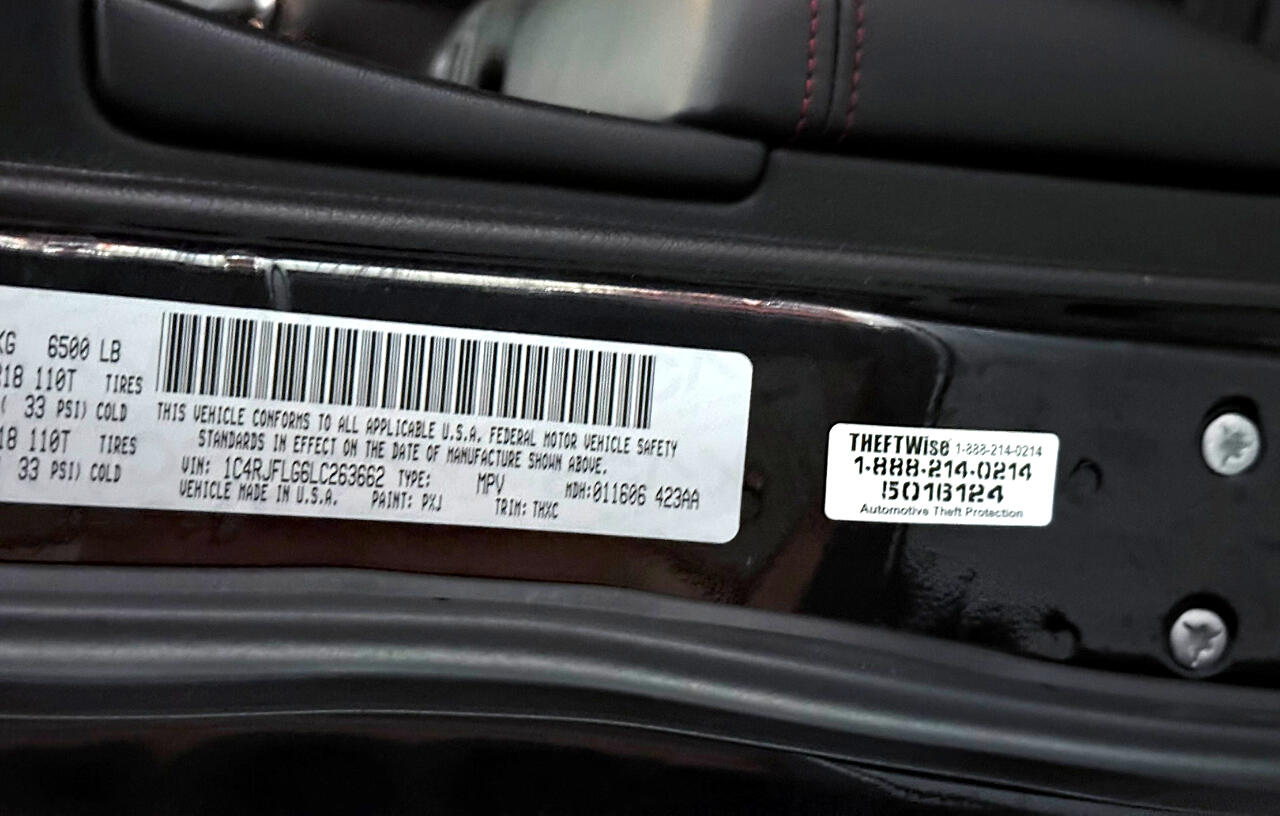 KG 6500 LB
R18 110T TIRES
( 33 PSI) COLD
18 110T TIRES
33 PSI) COLD
THIS VEHICLE CONFORMS TO ALL APPLICABLE U.S.A. FEDERAL MOTOR VEHICLE SAFETY
STANDARDS IN EFFECT ON THE DATE OF MANUFACTURE SHOWN ABOVE.
VIN: 1C4RJFLG6LC263662 TYPE: MPV MDH:011606 423AA
VEHICLE MADE IN U.S.A. PAINT: PXJ TRIM: THXC
THEFTWise 1-888-214-0214
1-888-214-0214
15016124
Automotive Theft Protection